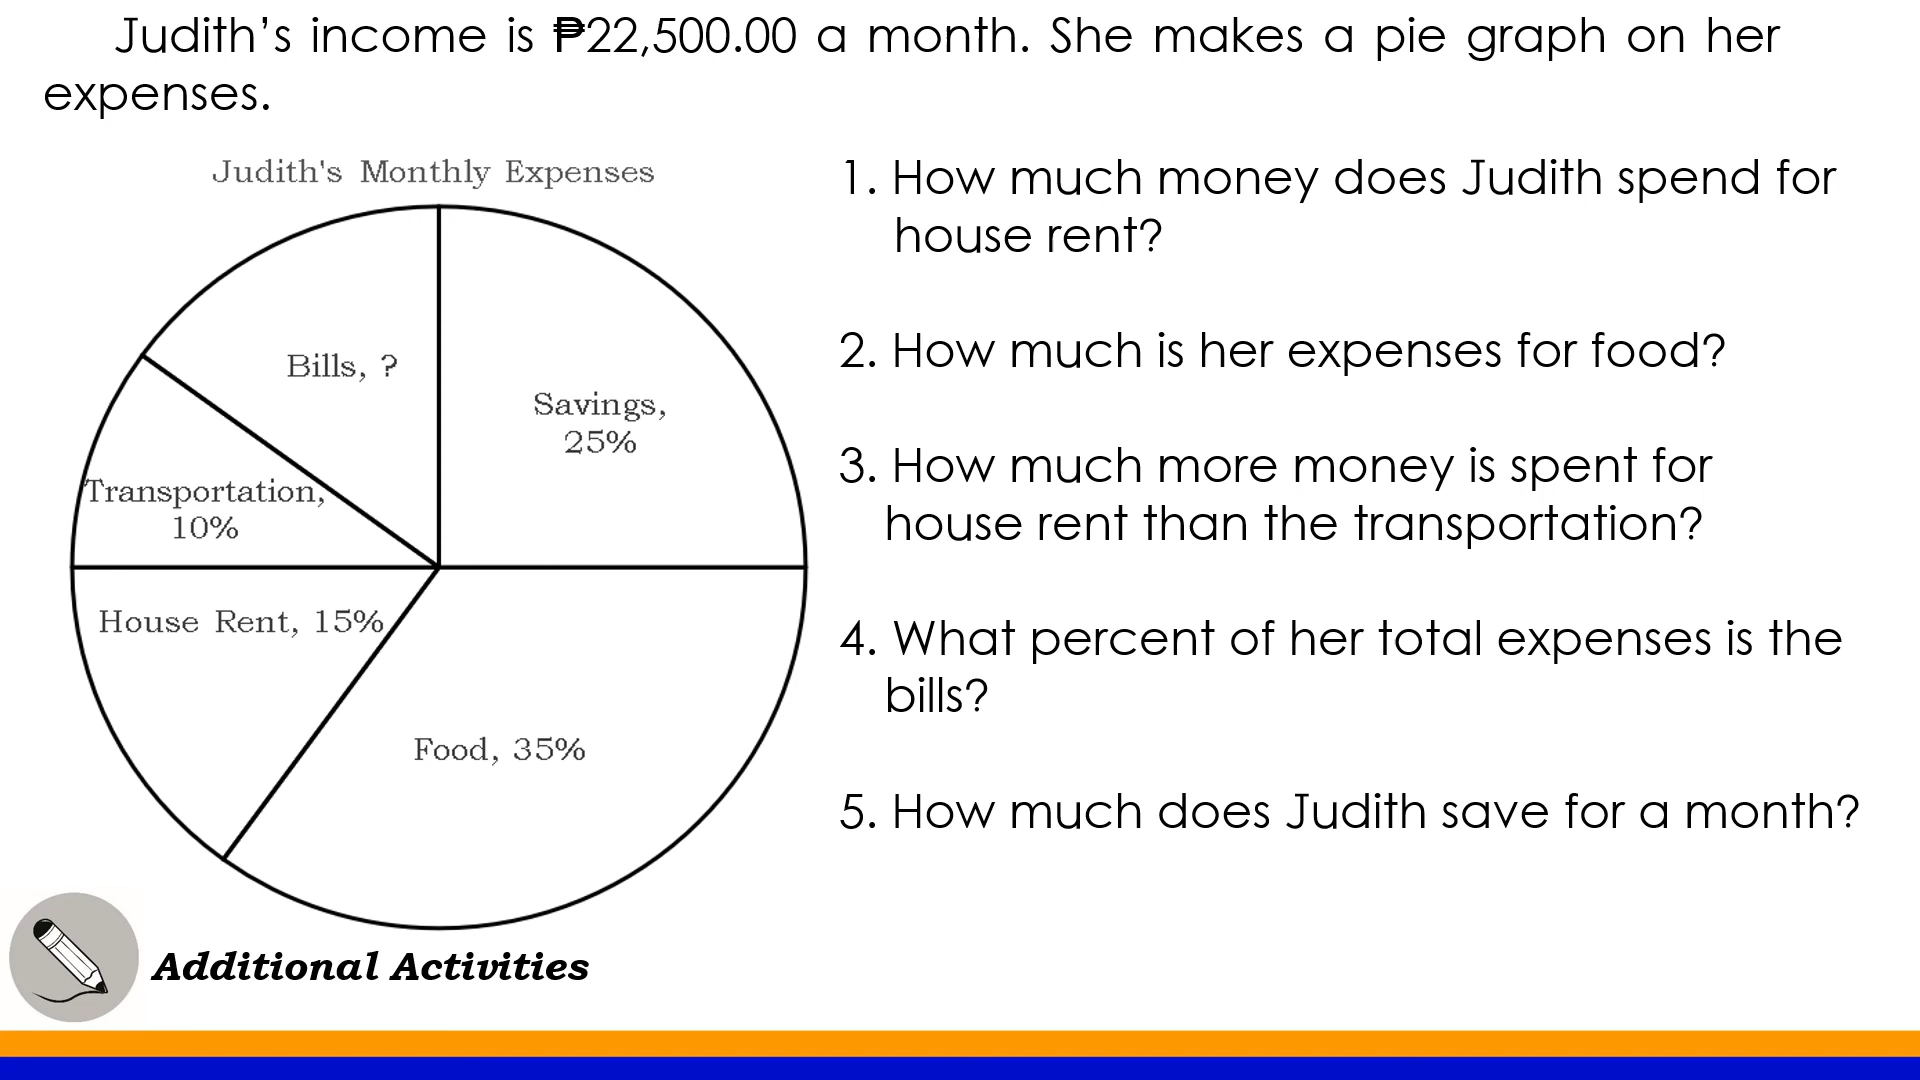 Judith’s income is ₱22,500.00 a month. She makes a pie graph on her
expenses.
Judith's Monthly Expenses
Bills, ?
Savings,
25%
Transportation,
10%
House Rent, 15%
Food, 35%
1. How much money does Judith spend for
house rent?
2. How much is her expenses for food?
3. How much more money is spent for
house rent than the transportation?
4. What percent of her total expenses is the
bills?
5. How much does Judith save for a month?
Additional Activities